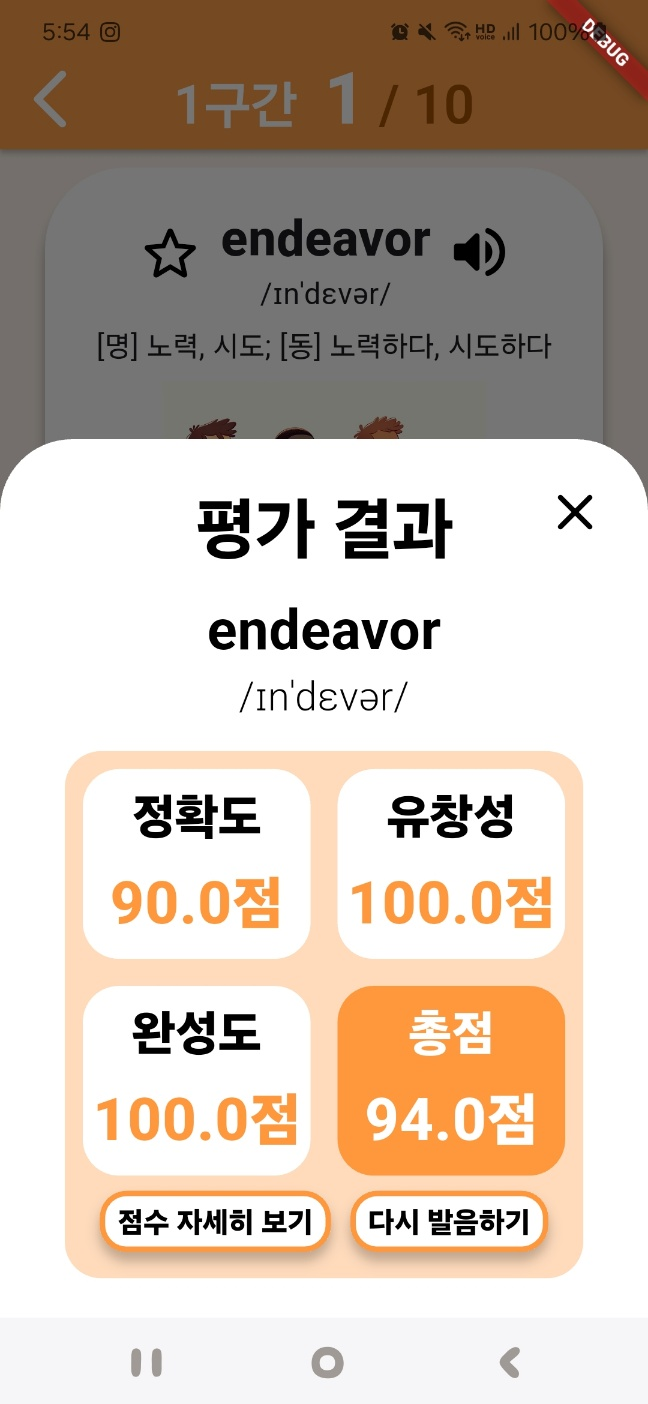 5:54 HD voice 100%
DEBUG
1구간 1 / 10
endeavor
/ɪnˈdɛvər/
[명] 노력, 시도; [동] 노력하다, 시도하다
평가 결과
endeavor
/ɪnˈdɛvər/
정확도
90.0점
유창성
100.0점
완성도
100.0점
총점
94.0점
점수 자세히 보기
다시 발음하기